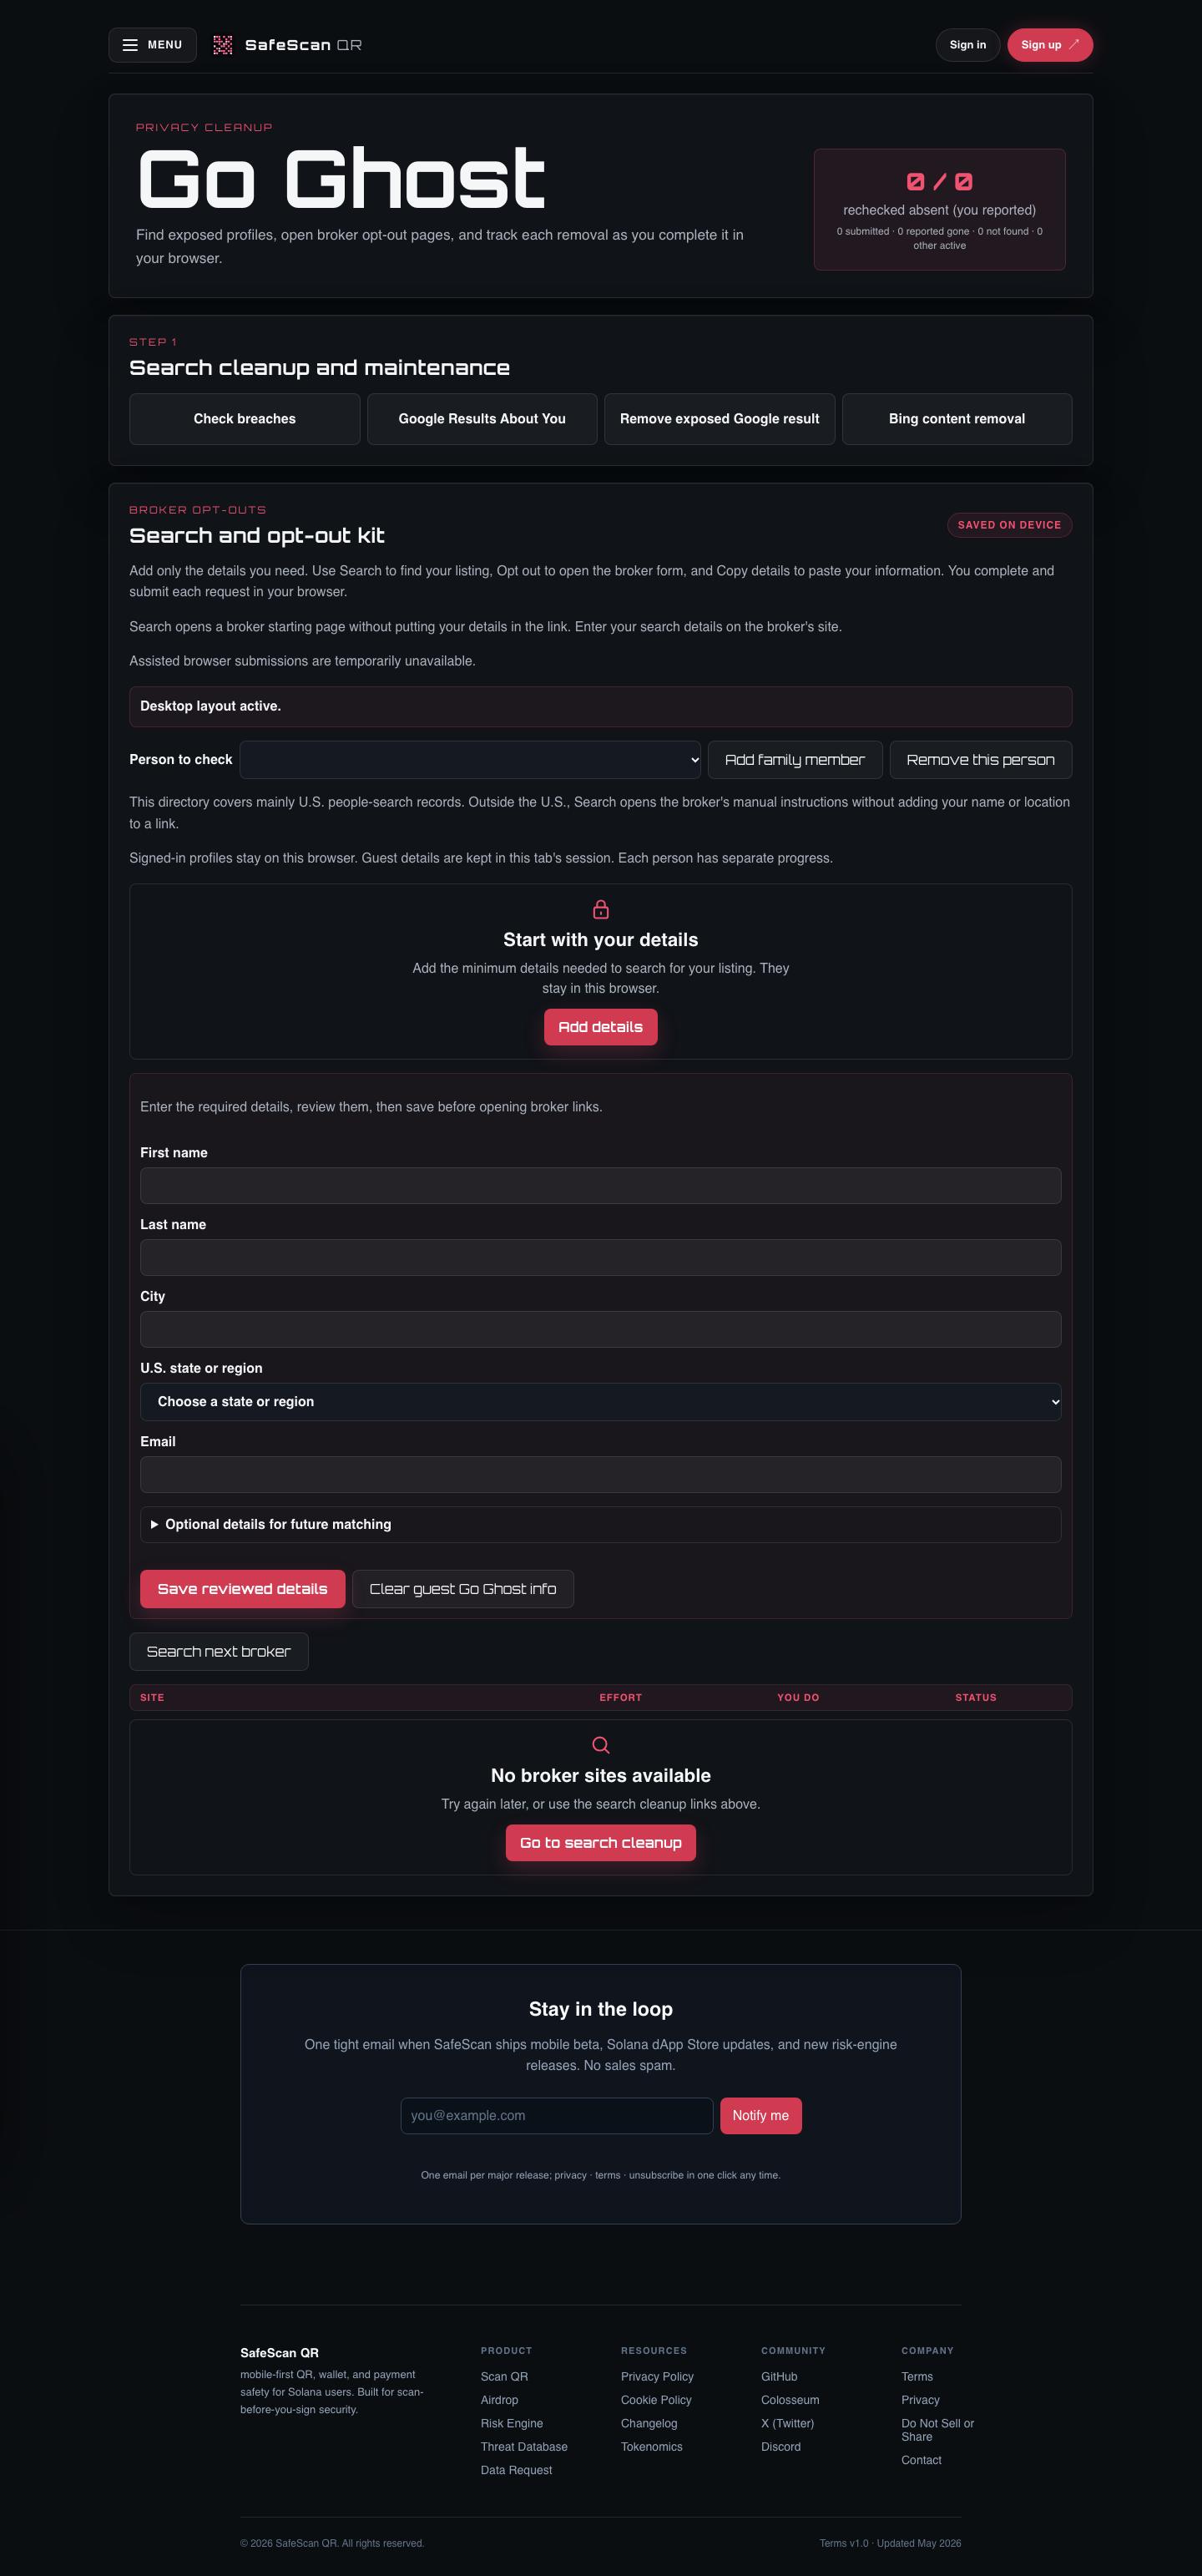 MENU
SafeScan QR
Sign in
Sign up ↗
PRIVACY CLEANUP
Go Ghost
Find exposed profiles, open broker opt-out pages, and track each removal as you complete it in
your browser.
0 / 0
rechecked absent (you reported)
0 submitted · 0 reported gone · 0 not found · 0
other active
STEP 1
Search cleanup and maintenance
Check breaches
Google Results About You
Remove exposed Google result
Bing content removal
BROKER OPT-OUTS
Search and opt-out kit
SAVED ON DEVICE
Add only the details you need. Use Search to find your listing, Opt out to open the broker form, and Copy details to paste your information. You complete and
submit each request in your browser.
Search opens a broker starting page without putting your details in the link. Enter your search details on the broker's site.
Assisted browser submissions are temporarily unavailable.
Desktop layout active.
Person to check
Add family member
Remove this person
This directory covers mainly U.S. people-search records. Outside the U.S., Search opens the broker's manual instructions without adding your name or location
to a link.
Signed-in profiles stay on this browser. Guest details are kept in this tab's session. Each person has separate progress.
Start with your details
Add the minimum details needed to search for your listing. They
stay in this browser.
Add details
Enter the required details, review them, then save before opening broker links.
First name
Last name
City
U.S. state or region
Choose a state or region
Email
Optional details for future matching
Save reviewed details
Clear guest Go Ghost info
Search next broker
SITE
EFFORT
YOU DO
STATUS
No broker sites available
Try again later, or use the search cleanup links above.
Go to search cleanup
Stay in the loop
One tight email when SafeScan ships mobile beta, Solana dApp Store updates, and new risk-engine
releases. No sales spam.
you@example.com
Notify me
One email per major release; privacy · terms · unsubscribe in one click any time.
SafeScan QR
mobile-first QR, wallet, and payment
safety for Solana users. Built for scan-
before-you-sign security.
PRODUCT
Scan QR
Airdrop
Risk Engine
Threat Database
Data Request
RESOURCES
Privacy Policy
Cookie Policy
Changelog
Tokenomics
COMMUNITY
GitHub
Colosseum
X (Twitter)
Discord
COMPANY
Terms
Privacy
Do Not Sell or
Share
Contact
© 2026 SafeScan QR. All rights reserved.
Terms v1.0 · Updated May 2026